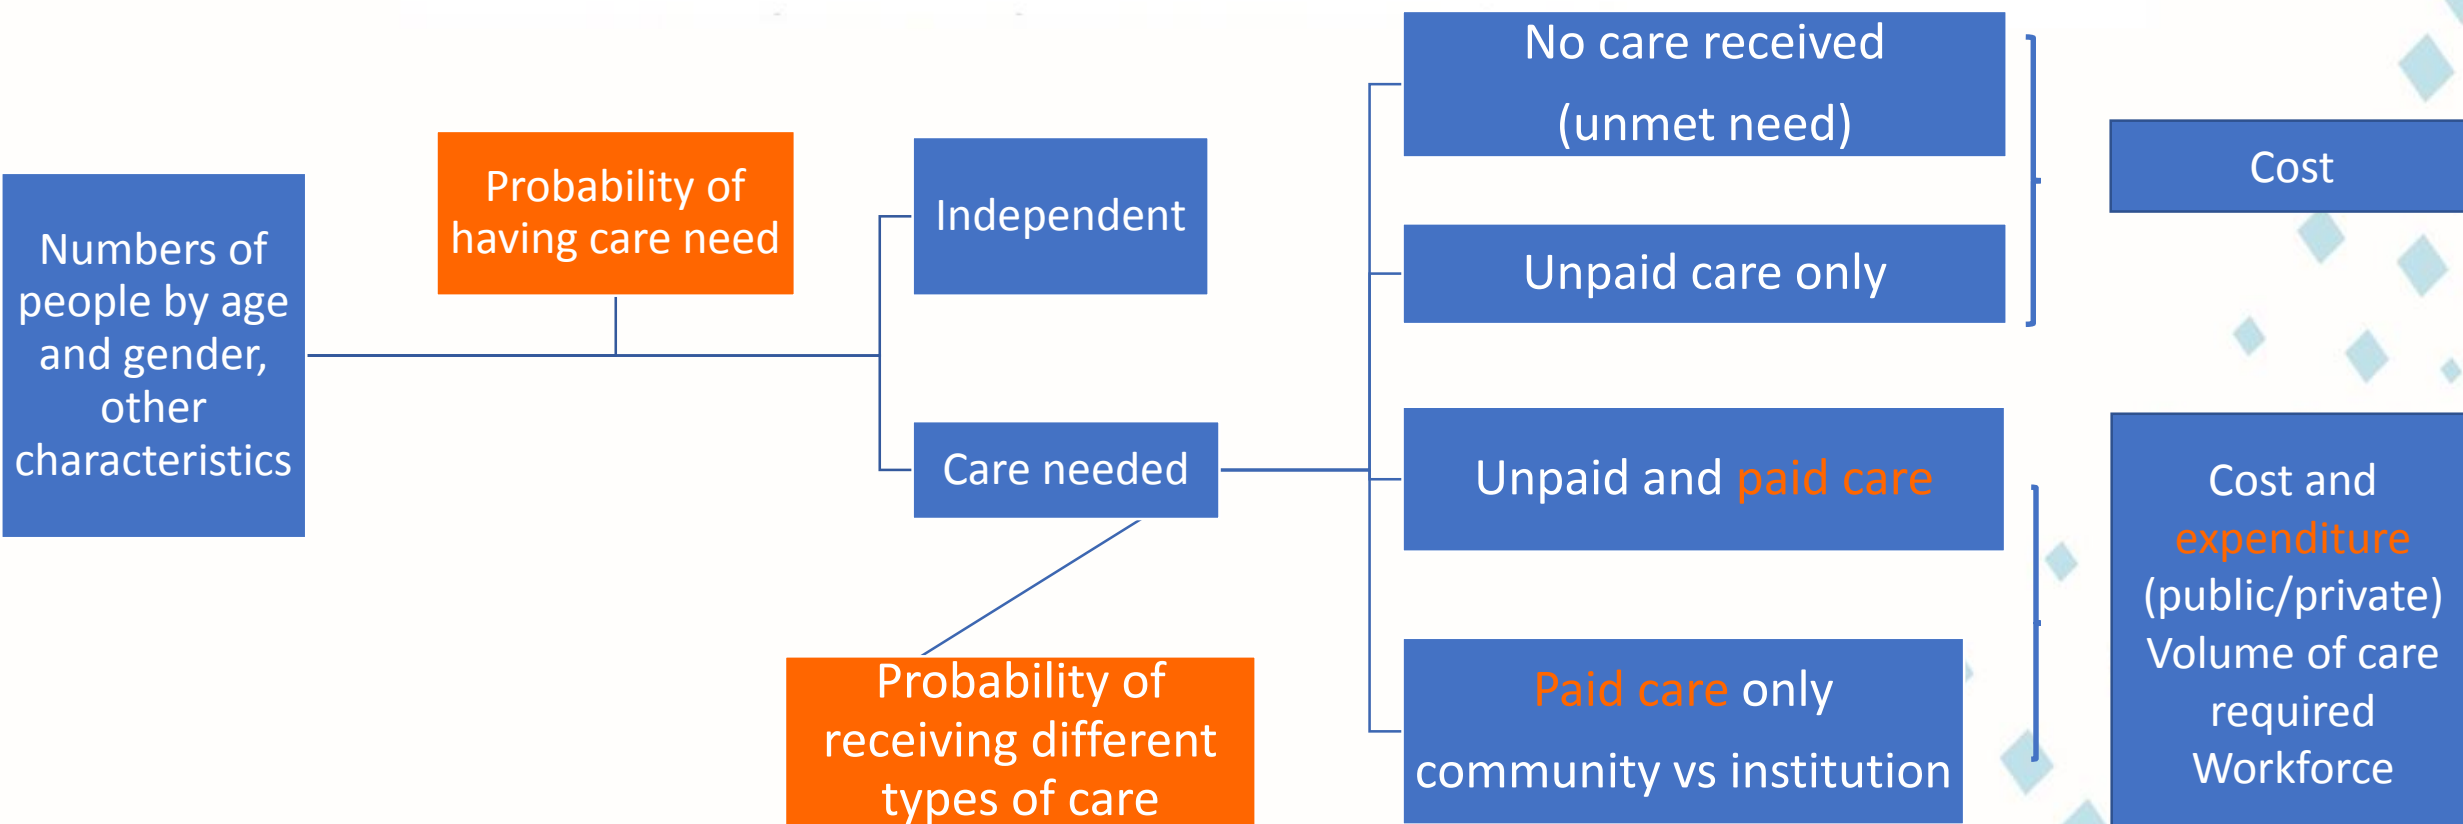 Numbers of
people by age
and gender,
other
characteristics
Probability of
having care need
Independent
Care needed
Probability of
receiving different
types of care
No care received
(unmet need)
Unpaid care only
Unpaid and paid care
Paid care only
community vs institution
Cost
Cost and
expenditure
(public/private)
Volume of care
required
Workforce